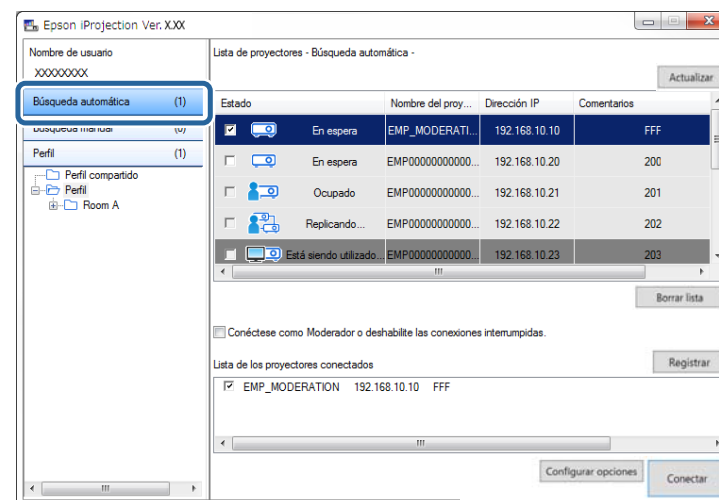 Epson iProjection Ver. X.XX
Nombre de usuario
XXXXXXXX
Búsqueda automática (1)
Búsqueda manual (0)
Perfil (1)
Perfil compartido
Perfil
Room A
Lista de proyectores - Búsqueda automática -
Actualizar
Estado Nombre del proy... Dirección IP Comentarios
En espera EMP_MODERATI... 192.168.10.10 FFF
En espera EMP00000000000... 192.168.10.20 200
Ocupado EMP00000000000... 192.168.10.21 201
Replicando... EMP00000000000... 192.168.10.22 202
Está siendo utilizado... EMP00000000000... 192.168.10.23 203
Borrar lista
Conéctese como Moderador o deshabilite las conexiones interrumpidas.
Lista de los proyectores conectados
Registrar
EMP_MODERATION 192.168.10.10 FFF
Configurar opciones
Conectar